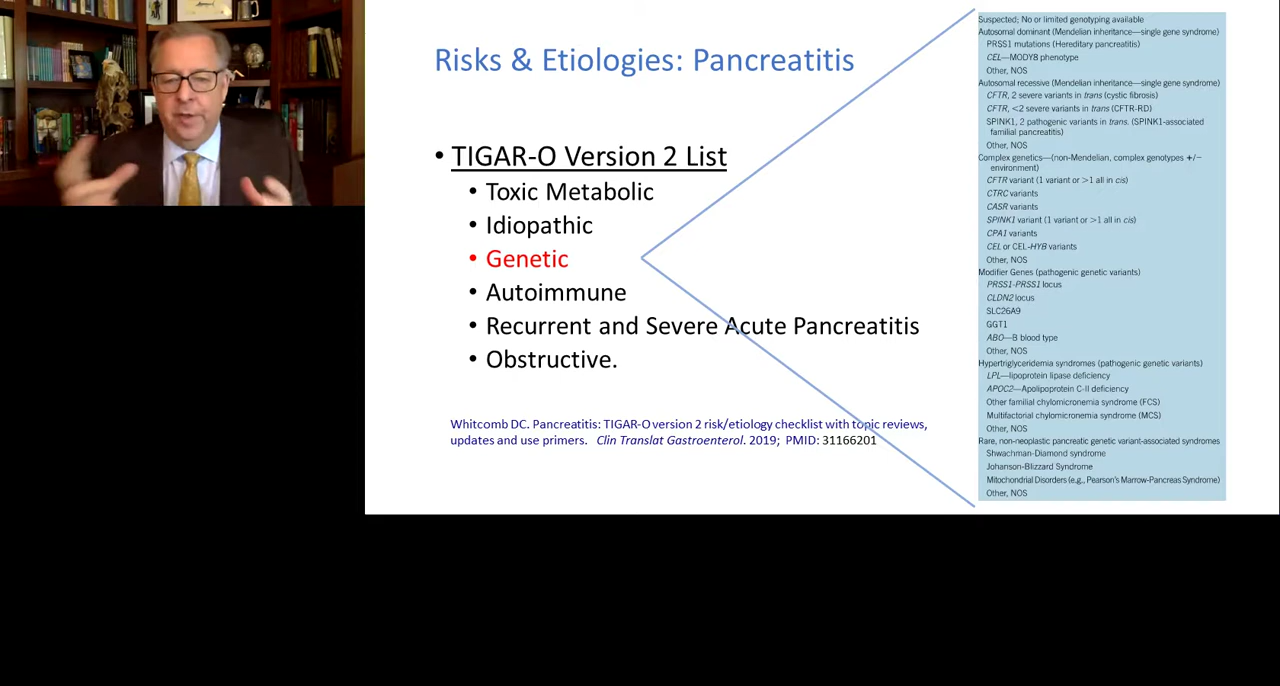 Risks & Etiologies: Pancreatitis
• TIGAR-O Version 2 List
• Toxic Metabolic
• Idiopathic
• Genetic
• Autoimmune
• Recurrent and Severe Acute Pancreatitis
• Obstructive.
Whitcomb DC. Pancreatitis: TIGAR-O version 2 risk/etiology checklist with topic reviews,
updates and use primers. Clin Translat Gastroenterol. 2019; PMID: 31166201
Suspected; No or limited genotyping available
Autosomal dominant (Mendelian inheritance—single gene syndrome)
PRSS1 mutations (Hereditary pancreatitis)
CEL—MODY8 phenotype
Other, NOS
Autosomal recessive (Mendelian inheritance—single gene syndrome)
CFTR, 2 severe variants in trans (cystic fibrosis)
CFTR, <2 severe variants in trans (CFTR-RD)
SPINK1, 2 pathogenic variants in trans. (SPINK1-associated
familial pancreatitis)
Other, NOS
Complex genetics—(non-Mendelian, complex genotypes +/−
environment)
CFTR variant (1 variant or >1 all in cis)
CTRC variants
CASR variants
SPINK1 variant (1 variant or >1 all in cis)
CPA1 variants
CEL or CEL-HYB variants
Other, NOS
Modifier Genes (pathogenic genetic variants)
PRSS1-PRSS1 locus
CLDN2 locus
SLC26A9
GGT1
ABO—B blood type
Other, NOS
Hypertriglyceridemia syndromes (pathogenic genetic variants)
LPL—lipoprotein lipase deficiency
APOC2—Apolipoprotein C-II deficiency
Other familial chylomicronemia syndrome (FCS)
Multifactorial chylomicronemia syndrome (MCS)
Other, NOS
Rare, non-neoplastic pancreatic genetic variant-associated syndromes
Shwachman-Diamond syndrome
Johanson-Blizzard Syndrome
Mitochondrial Disorders (e.g., Pearson's Marrow-Pancreas Syndrome)
Other, NOS